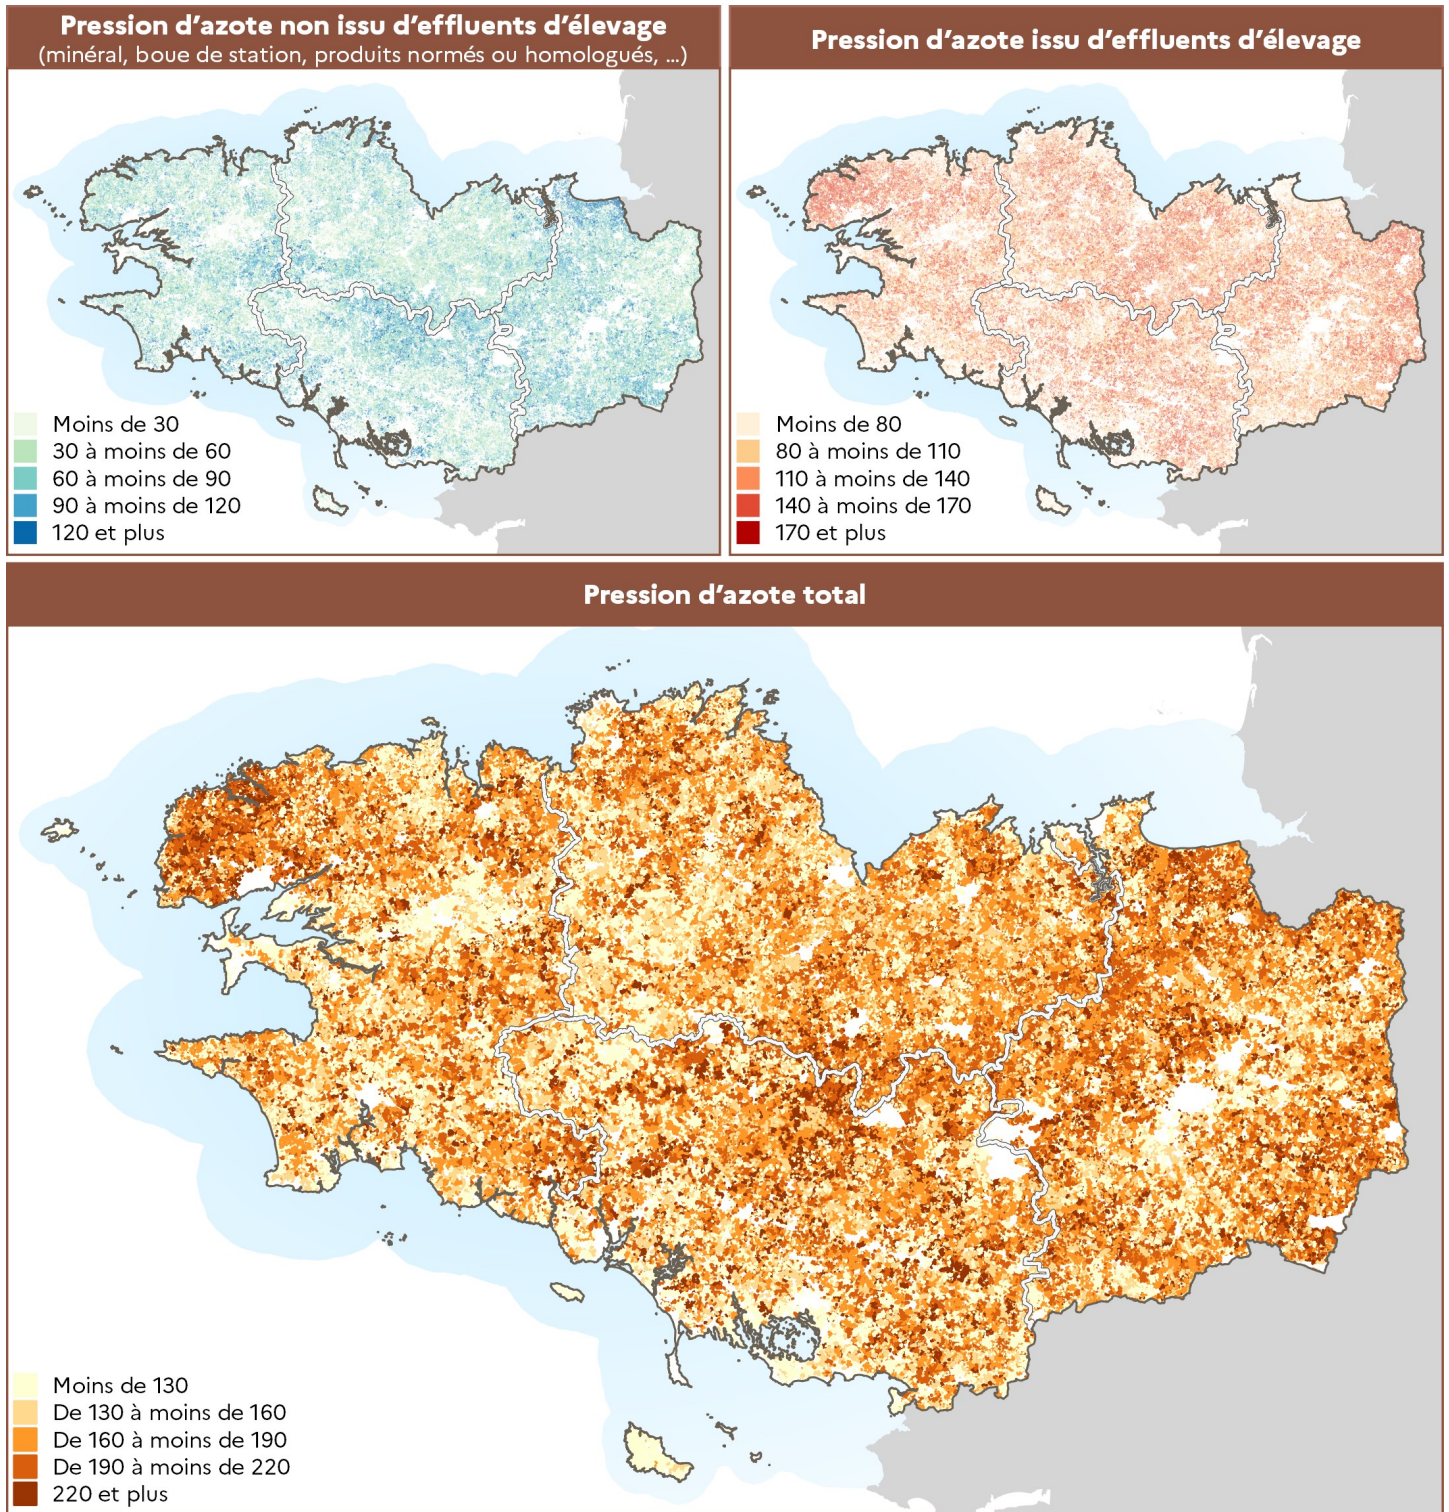 Pression d’azote non issu d’effluents d’élevage
(minéral, boue de station, produits normés ou homologués, ...)
Moins de 30
30 à moins de 60
60 à moins de 90
90 à moins de 120
120 et plus
Pression d’azote issu d’effluents d’élevage
Moins de 80
80 à moins de 110
110 à moins de 140
140 à moins de 170
170 et plus
Pression d’azote total
Moins de 130
De 130 à moins de 160
De 160 à moins de 190
De 190 à moins de 220
220 et plus